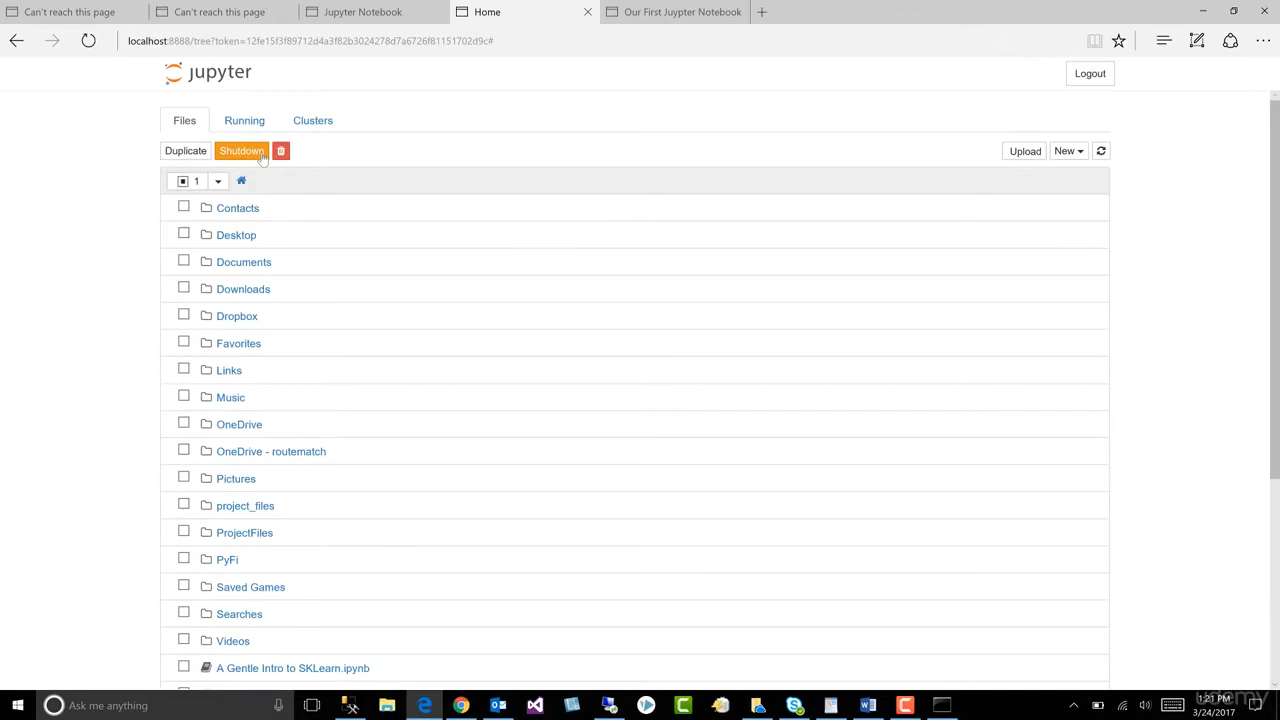 Can't reach this page
Can't reach this page
Jupyter Notebook
Home
Our First Juypter Notebook
localhost:8888/tree?token=12fe15f3f89712d4a3f82b3024278d7a6726f81151702d9c#
jupyter
Logout
Files
Running
Clusters
Duplicate
Shutdown
Upload
New
1
Contacts
Desktop
Documents
Downloads
Dropbox
Favorites
Links
Music
OneDrive
OneDrive - routematch
Pictures
project_files
ProjectFiles
PyFi
Saved Games
Searches
Videos
A Gentle Intro to SKLearn.ipynb
Ask me anything
1:21 PM
3/24/2017
udemy